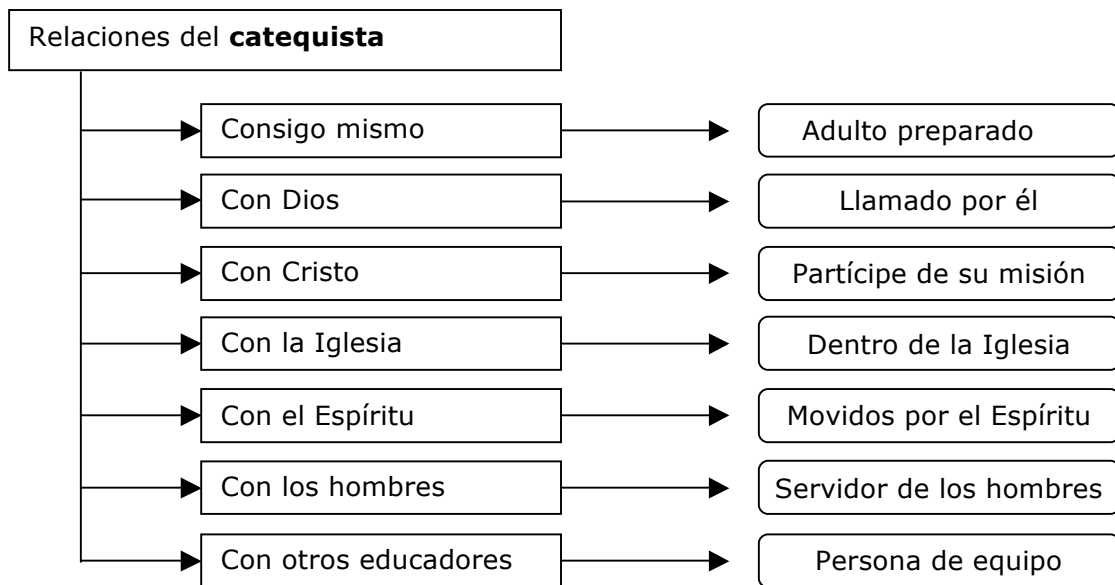 Relaciones del catequista
Consigo mismo
Adulto preparado
Con Dios
Llamado por él
Con Cristo
Partícipe de su misión
Con la Iglesia
Dentro de la Iglesia
Con el Espíritu
Movidos por el Espíritu
Con los hombres
Servidor de los hombres
Con otros educadores
Persona de equipo